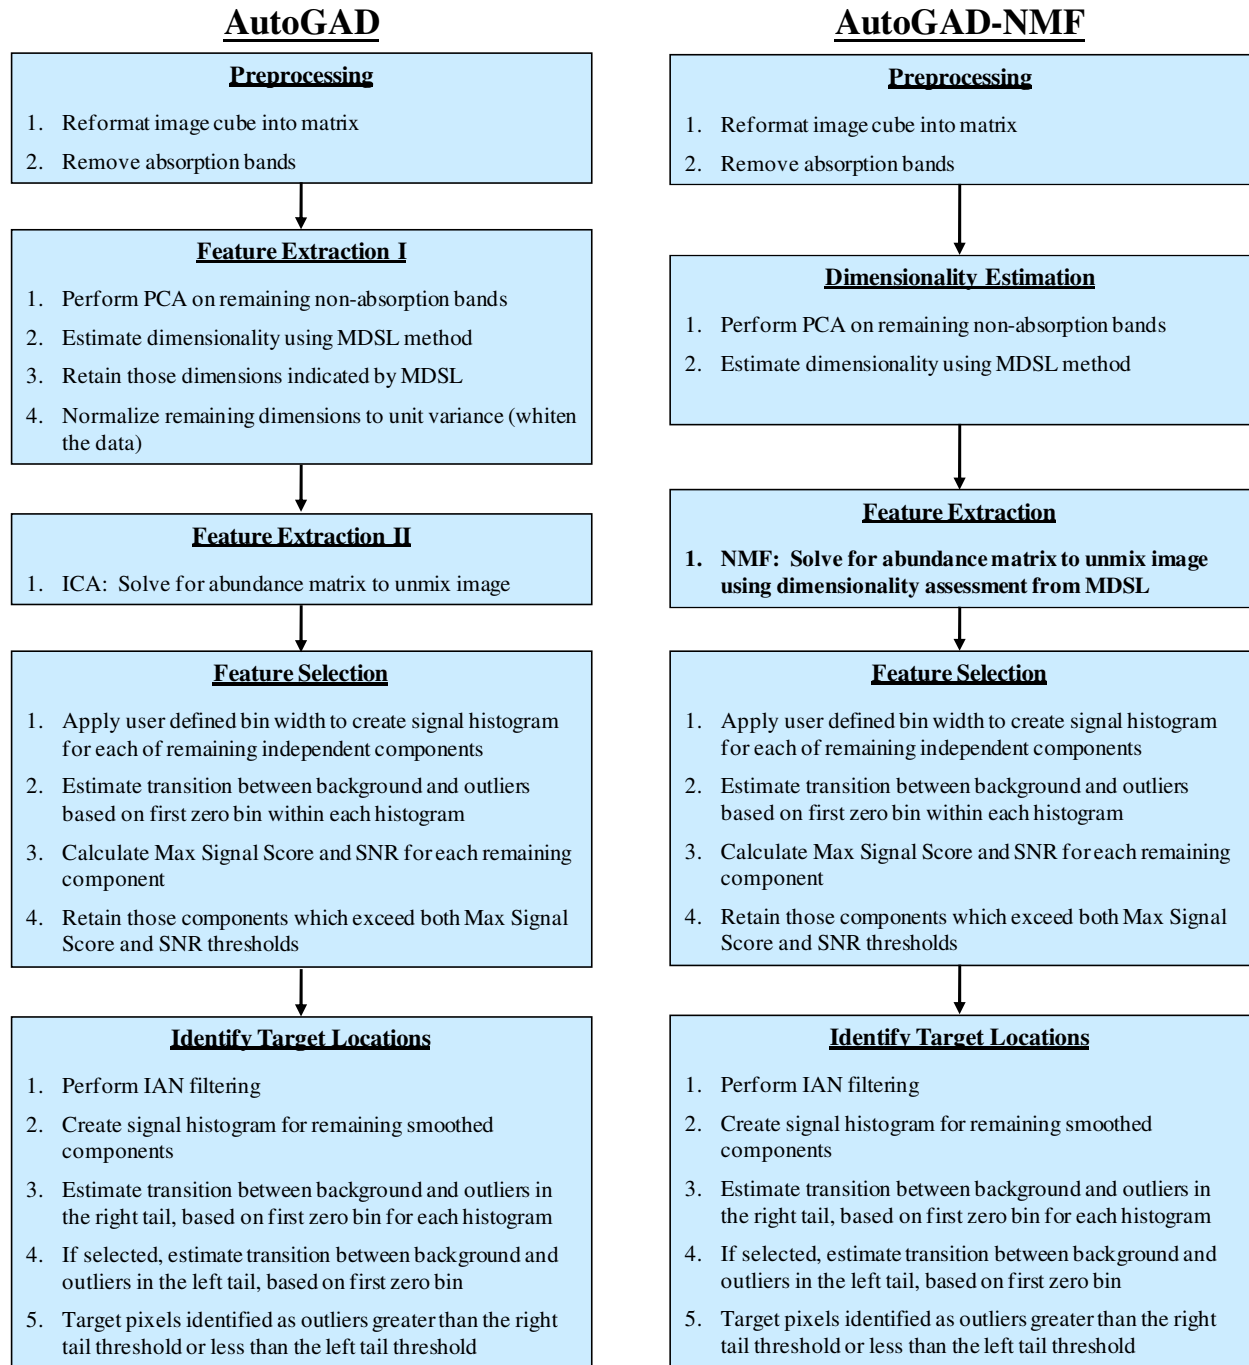 AutoGAD
Preprocessing
1. Reformat image cube into matrix
2. Remove absorption bands
Feature Extraction I
1. Perform PCA on remaining non-absorption bands
2. Estimate dimensionality using MDSL method
3. Retain those dimensions indicated by MDSL
4. Normalize remaining dimensions to unit variance (whiten
the data)
Feature Extraction II
1. ICA: Solve for abundance matrix to unmix image
Feature Selection
1. Apply user defined bin width to create signal histogram
for each of remaining independent components
2. Estimate transition between background and outliers
based on first zero bin within each histogram
3. Calculate Max Signal Score and SNR for each remaining
component
4. Retain those components which exceed both Max Signal
Score and SNR thresholds
Identify Target Locations
1. Perform IAN filtering
2. Create signal histogram for remaining smoothed
components
3. Estimate transition between background and outliers in
the right tail, based on first zero bin for each histogram
4. If selected, estimate transition between background and
outliers in the left tail, based on first zero bin
5. Target pixels identified as outliers greater than the right
tail threshold or less than the left tail threshold
AutoGAD-NMF
Preprocessing
1. Reformat image cube into matrix
2. Remove absorption bands
Dimensionality Estimation
1. Perform PCA on remaining non-absorption bands
2. Estimate dimensionality using MDSL method
Feature Extraction
1. NMF: Solve for abundance matrix to unmix image
using dimensionality assessment from MDSL
Feature Selection
1. Apply user defined bin width to create signal histogram
for each of remaining independent components
2. Estimate transition between background and outliers
based on first zero bin within each histogram
3. Calculate Max Signal Score and SNR for each remaining
component
4. Retain those components which exceed both Max Signal
Score and SNR thresholds
Identify Target Locations
1. Perform IAN filtering
2. Create signal histogram for remaining smoothed
components
3. Estimate transition between background and outliers in
the right tail, based on first zero bin for each histogram
4. If selected, estimate transition between background and
outliers in the left tail, based on first zero bin
5. Target pixels identified as outliers greater than the right
tail threshold or less than the left tail threshold